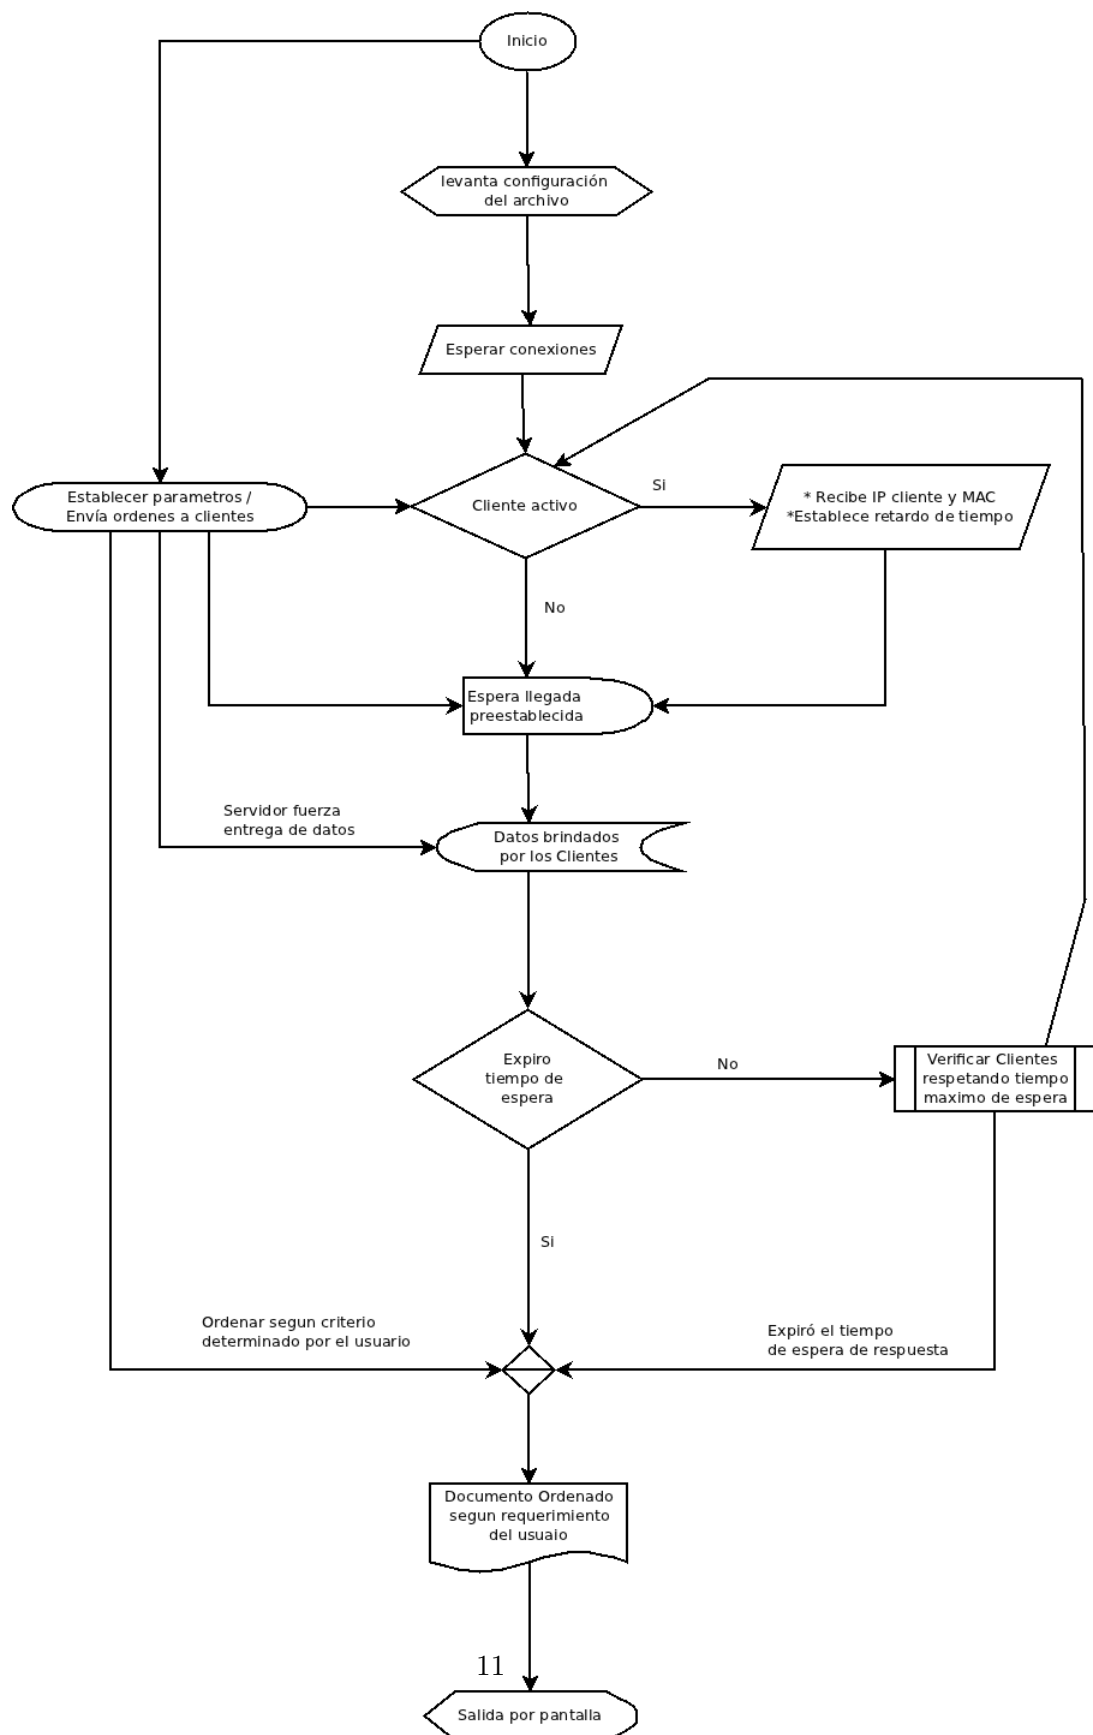 Inicio
levanta configuración
del archivo
Esperar conexiones
Establecer parametros /
Envía ordenes a clientes
Cliente activo
Si
* Recibe IP cliente y MAC
*Establece retardo de tiempo
No
Espera llegada
preestablecida
Servidor fuerza
entrega de datos
Datos brindados
por los Clientes
Expiro
tiempo de
espera
No
Verificar Clientes
respetando tiempo
maximo de espera
Si
Ordenar segun criterio
determinado por el usuario
Expiró el tiempo
de espera de respuesta
Documento Ordenado
segun requerimiento
del usuaio
11
Salida por pantalla